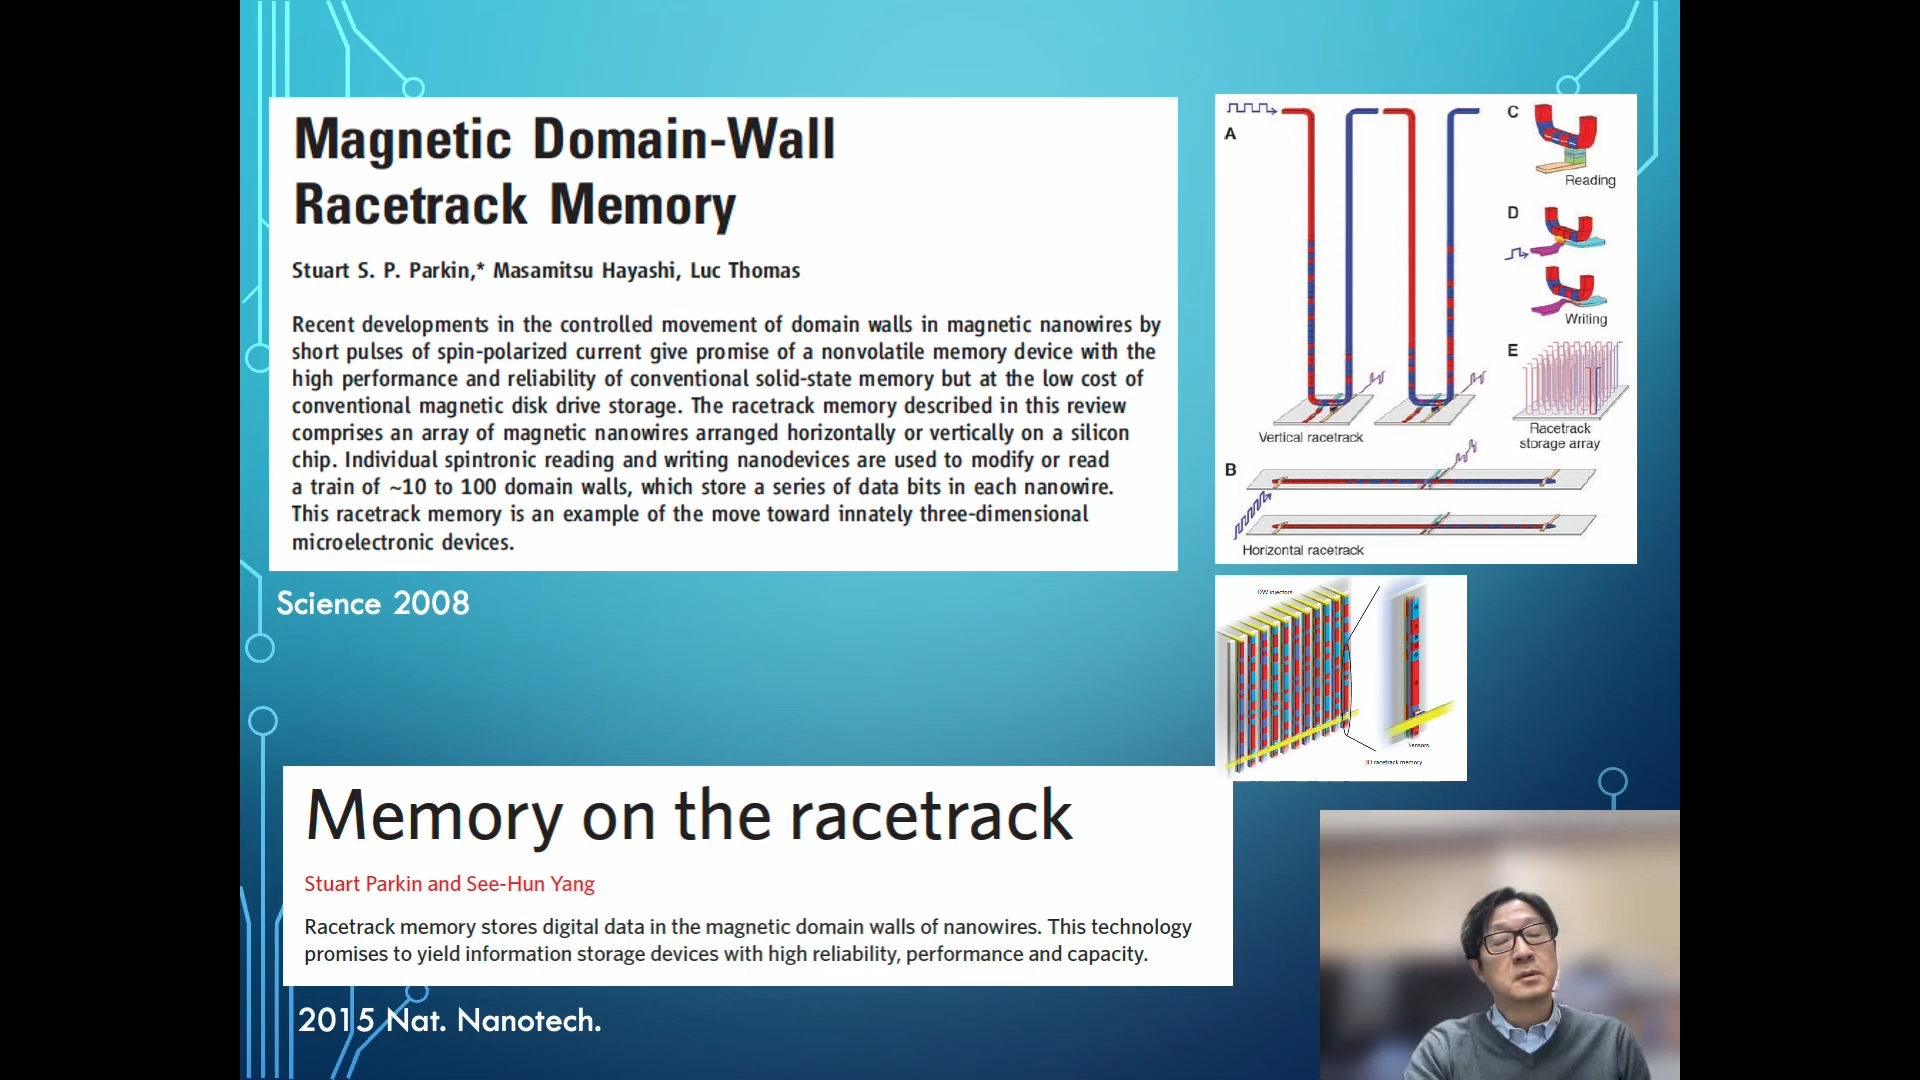 Magnetic Domain-Wall
Racetrack Memory
Stuart S. P. Parkin,* Masamitsu Hayashi, Luc Thomas
Recent developments in the controlled movement of domain walls in magnetic nanowires by
short pulses of spin-polarized current give promise of a nonvolatile memory device with the
high performance and reliability of conventional solid-state memory but at the low cost of
conventional magnetic disk drive storage. The racetrack memory described in this review
comprises an array of magnetic nanowires arranged horizontally or vertically on a silicon
chip. Individual spintronic reading and writing nanodevices are used to modify or read
a train of ~10 to 100 domain walls, which store a series of data bits in each nanowire.
This racetrack memory is an example of the move toward innately three-dimensional
microelectronic devices.
Science 2008
A
Vertical racetrack
B
Horizontal racetrack
C
Reading
D
Writing
E
Racetrack
storage array
DW injectors
Sensors
3D racetrack memory
Memory on the racetrack
Stuart Parkin and See-Hun Yang
Racetrack memory stores digital data in the magnetic domain walls of nanowires. This technology
promises to yield information storage devices with high reliability, performance and capacity.
2015 Nat. Nanotech.